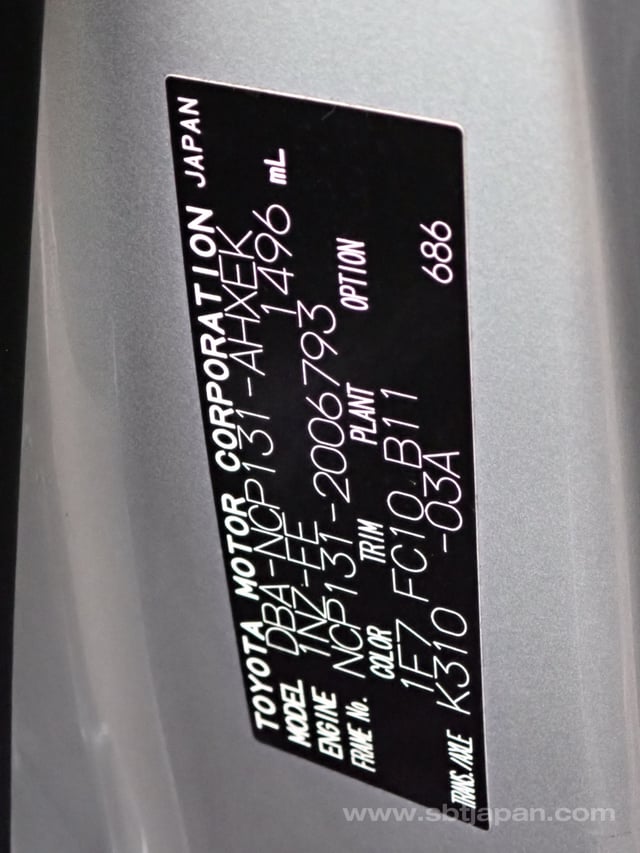 TOYOTA MOTOR CORPORATION JAPAN
MODEL DBA-NCP131-AHXEK
ENGINE 1NZ-FE 1496 mL
FRAME No. NCP131-2006793
COLOR TRIM PLANT OPTION
1F7 FC10 B11
TRANS./AXLE K310 -03A 686
www.sbtjapan.com